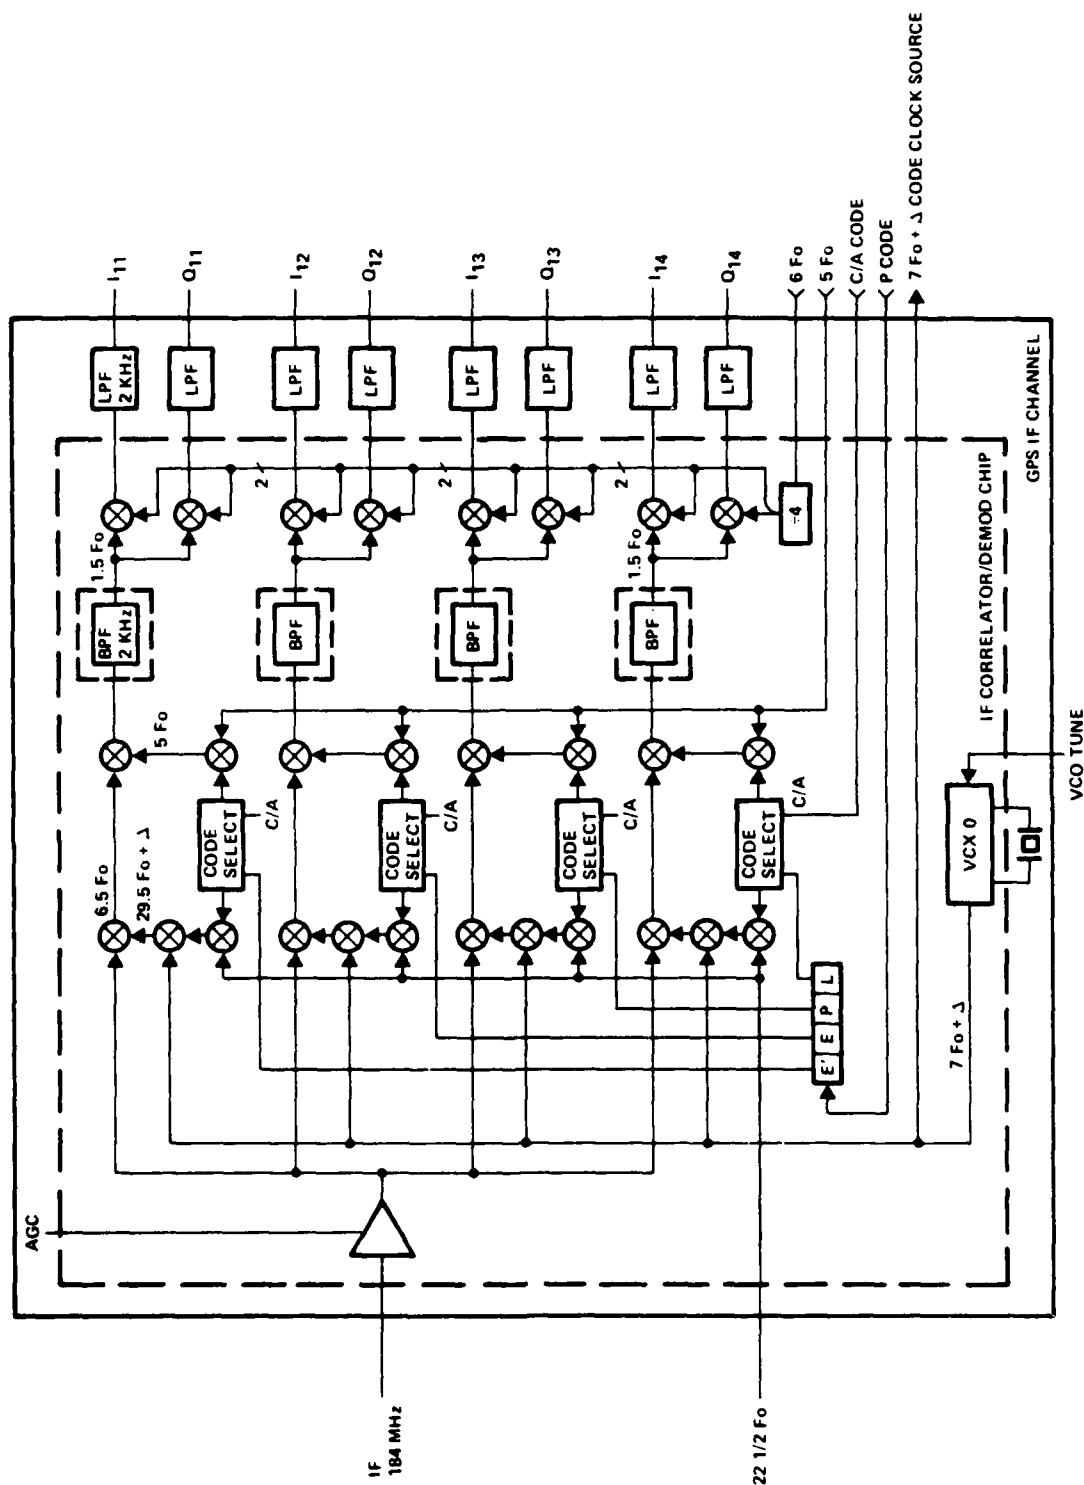 AGC
IF
184 MHz
22 1/2 Fo
6.5 Fo
29.5 Fo + Δ
5 Fo
BPF
2 KHz
1.5 Fo
LPF
2 KHz
I11
LPF
Q11
CODE
SELECT
C/A
BPF
2
LPF
I12
LPF
Q12
CODE
SELECT
C/A
BPF
2
LPF
I13
LPF
Q13
CODE
SELECT
C/A
BPF
1.5 Fo
2
LPF
I14
LPF
Q14
CODE
SELECT
C/A
÷4
6 Fo
5 Fo
C/A CODE
P CODE
7 Fo + Δ CODE CLOCK SOURCE
E' E P L
7 Fo + Δ
VCX 0
VCO TUNE
IF CORRELATOR/DEMOD CHIP
GPS IF CHANNEL